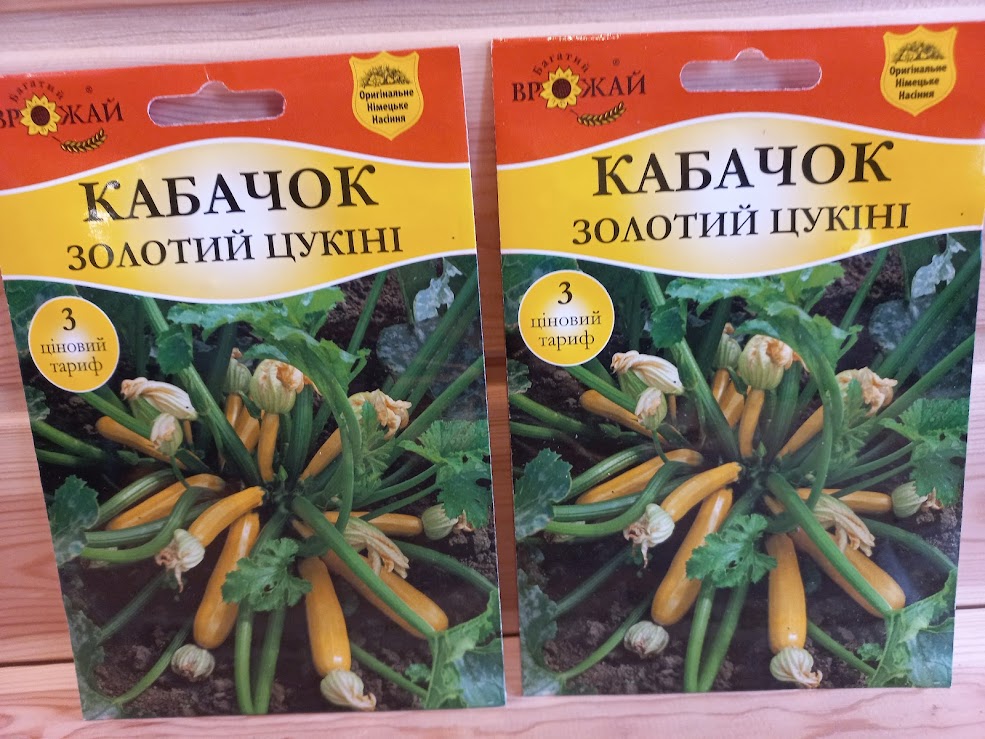 Багатий
ВРОЖАЙ
®
Оригінальне
Німецьке
Насіння
КАБАЧОК
ЗОЛОТИЙ ЦУКІНІ
3
ціновий
тариф
Багатий
ВРОЖАЙ
®
Оригінальне
Німецьке
Насіння
КАБАЧОК
ЗОЛОТИЙ ЦУКІНІ
3
ціновий
тариф